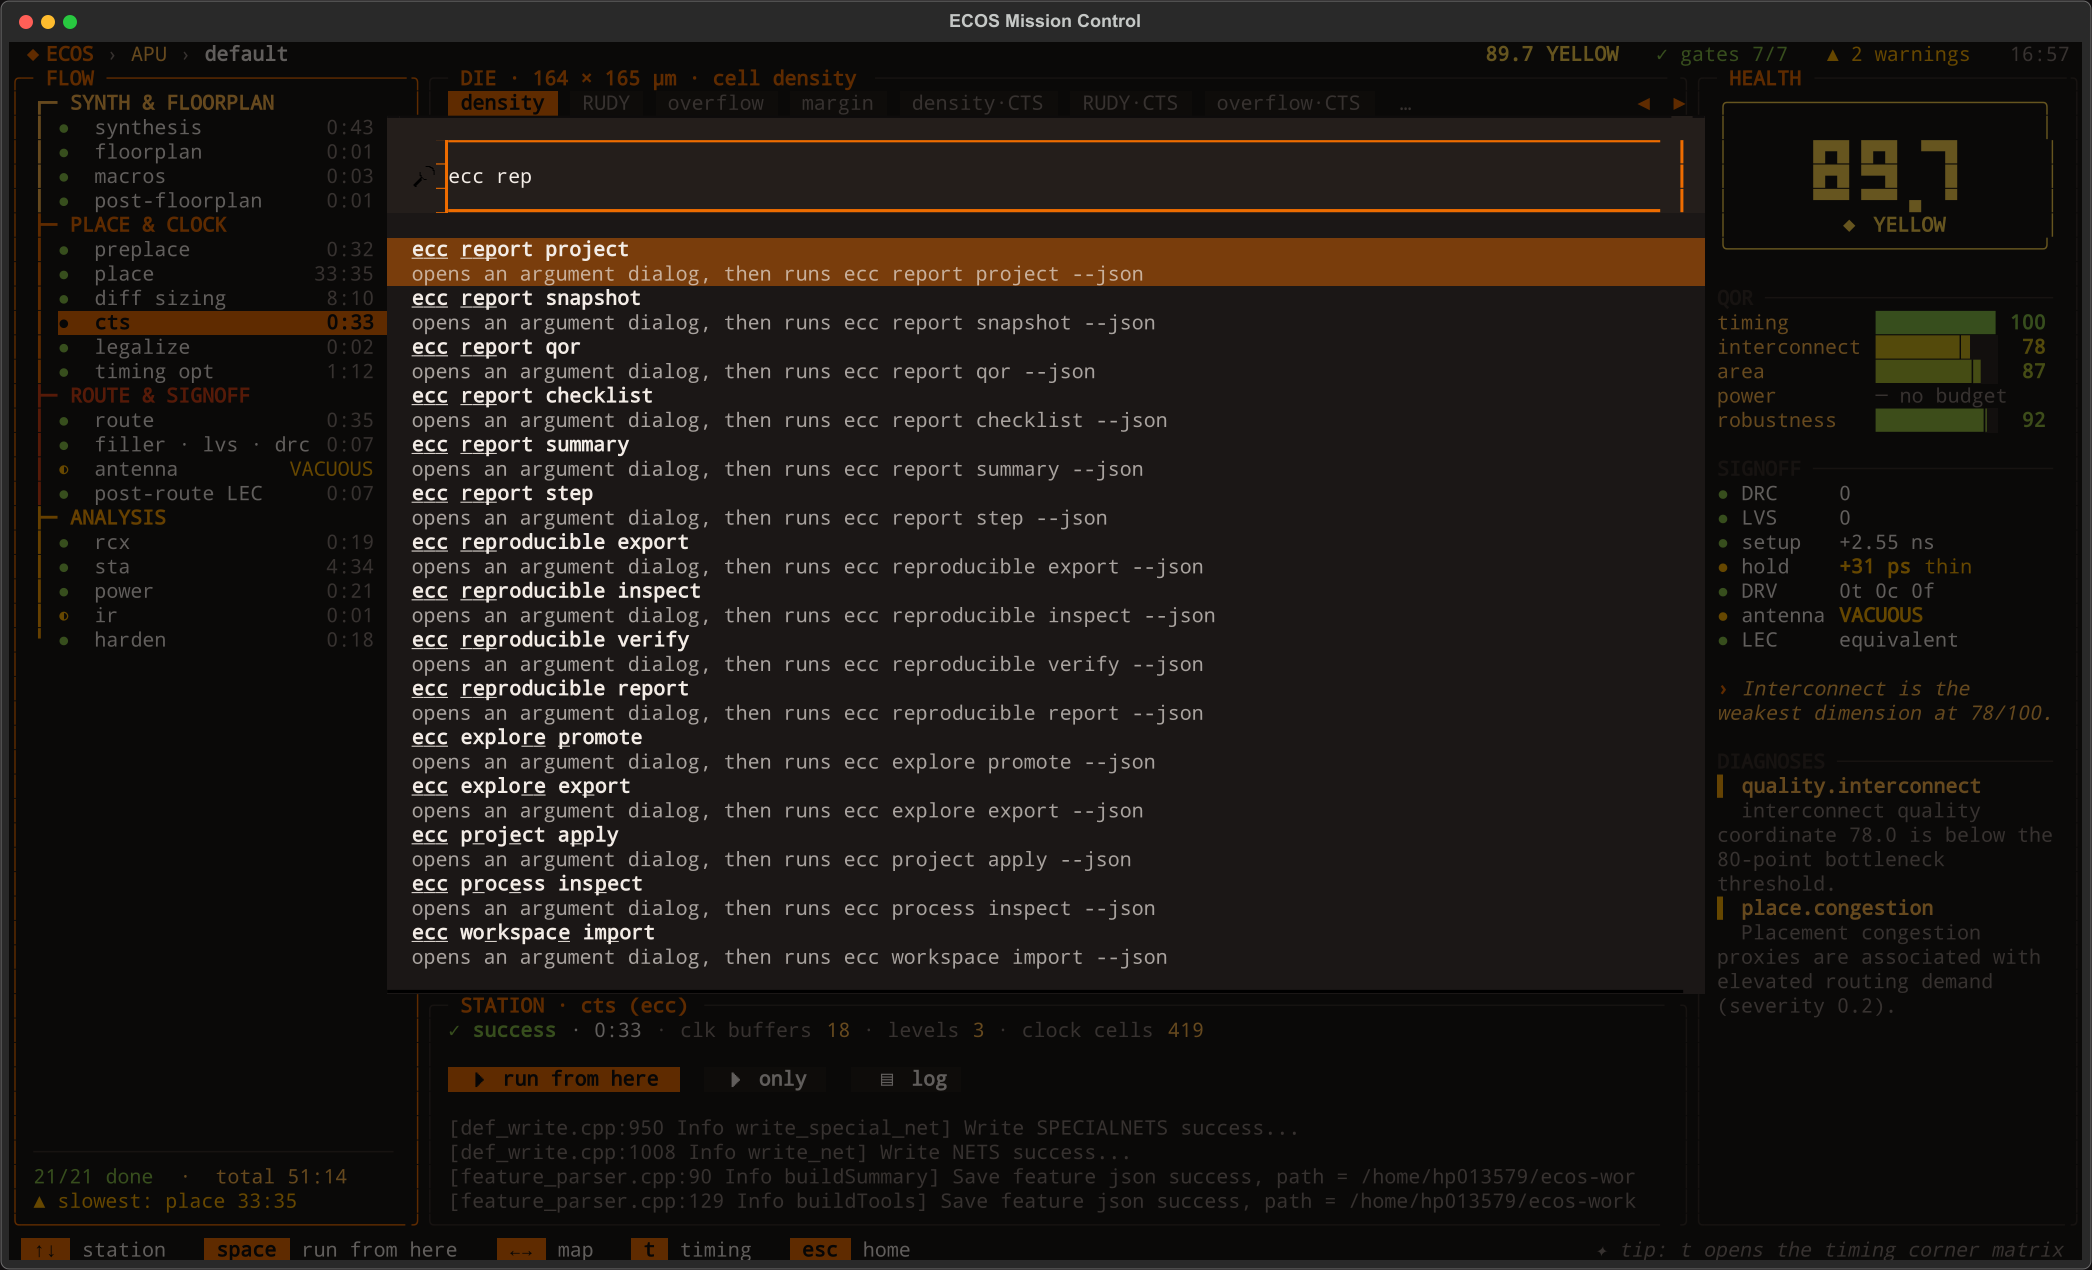 ECOS Mission Control
◆ ECOS › APU › default
89.7 YELLOW ✓ gates 7/7 ▲ 2 warnings 16:57
FLOW
SYNTH & FLOORPLAN
● synthesis 0:43
● floorplan 0:01
● macros 0:03
● post-floorplan 0:01
PLACE & CLOCK
● preplace 0:32
● place 33:35
● diff sizing 8:10
● cts 0:33
● legalize 0:02
● timing opt 1:12
ROUTE & SIGNOFF
● route 0:35
● filler · lvs · drc 0:07
◐ antenna VACUOUS
● post-route LEC 0:07
ANALYSIS
● rcx 0:19
● sta 4:34
● power 0:21
◐ ir 0:01
● harden 0:18
21/21 done · total 51:14
▲ slowest: place 33:35
DIE · 164 × 165 µm · cell density
density RUDY overflow margin density·CTS RUDY·CTS overflow·CTS … ◀ ▶
ecc rep
ecc report project
opens an argument dialog, then runs ecc report project --json
ecc report snapshot
opens an argument dialog, then runs ecc report snapshot --json
ecc report qor
opens an argument dialog, then runs ecc report qor --json
ecc report checklist
opens an argument dialog, then runs ecc report checklist --json
ecc report summary
opens an argument dialog, then runs ecc report summary --json
ecc report step
opens an argument dialog, then runs ecc report step --json
ecc reproducible export
opens an argument dialog, then runs ecc reproducible export --json
ecc reproducible inspect
opens an argument dialog, then runs ecc reproducible inspect --json
ecc reproducible verify
opens an argument dialog, then runs ecc reproducible verify --json
ecc reproducible report
opens an argument dialog, then runs ecc reproducible report --json
ecc explore promote
opens an argument dialog, then runs ecc explore promote --json
ecc explore export
opens an argument dialog, then runs ecc explore export --json
ecc project apply
opens an argument dialog, then runs ecc project apply --json
ecc process inspect
opens an argument dialog, then runs ecc process inspect --json
ecc workspace import
opens an argument dialog, then runs ecc workspace import --json
STATION · cts (ecc)
✓ success · 0:33 · clk buffers 18 · levels 3 · clock cells 419
▶ run from here ▶ only ▤ log
[def_write.cpp:950 Info write_special_net] Write SPECIALNETS success...
[def_write.cpp:1008 Info write_net] Write NETS success...
[feature_parser.cpp:90 Info buildSummary] Save feature json success, path = /home/hp013579/ecos-wor
[feature_parser.cpp:129 Info buildTools] Save feature json success, path = /home/hp013579/ecos-work
HEALTH
89.7
◆ YELLOW
QOR
timing 100
interconnect 78
area 87
power — no budget
robustness 92
SIGNOFF
● DRC 0
● LVS 0
● setup +2.55 ns
● hold +31 ps thin
● DRV 0t 0c 0f
● antenna VACUOUS
● LEC equivalent
› Interconnect is the
weakest dimension at 78/100.
DIAGNOSES
quality.interconnect
interconnect quality
coordinate 78.0 is below the
80-point bottleneck
threshold.
place.congestion
Placement congestion
proxies are associated with
elevated routing demand
(severity 0.2).
↑↓ station space run from here ←→ map t timing esc home
✦ tip: t opens the timing corner matrix